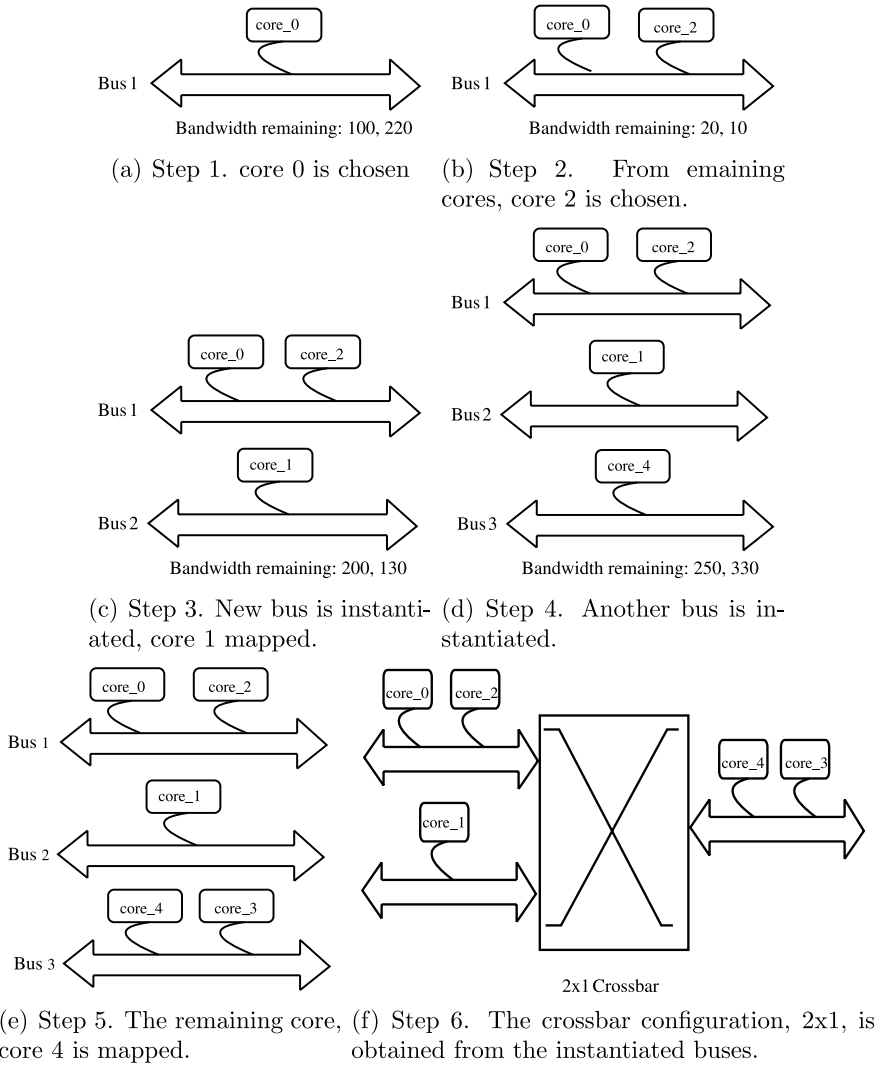 core_0
Bus 1
Bandwidth remaining: 100, 220
(a) Step 1. core 0 is chosen
core_0
core_2
Bus 1
Bandwidth remaining: 20, 10
(b) Step 2. From emaining
cores, core 2 is chosen.
core_0
core_2
Bus 1
core_1
Bus 2
Bandwidth remaining: 200, 130
(c) Step 3. New bus is instanti-
ated, core 1 mapped.
core_0
core_2
Bus 1
core_1
Bus 2
core_4
Bus 3
Bandwidth remaining: 250, 330
(d) Step 4. Another bus is in-
stantiated.
core_0
core_2
Bus 1
core_1
Bus 2
core_4
core_3
Bus 3
(e) Step 5. The remaining core,
core 4 is mapped.
core_0
core_2
core_1
core_4
core_3
2x1 Crossbar
(f) Step 6. The crossbar configuration, 2x1, is
obtained from the instantiated buses.